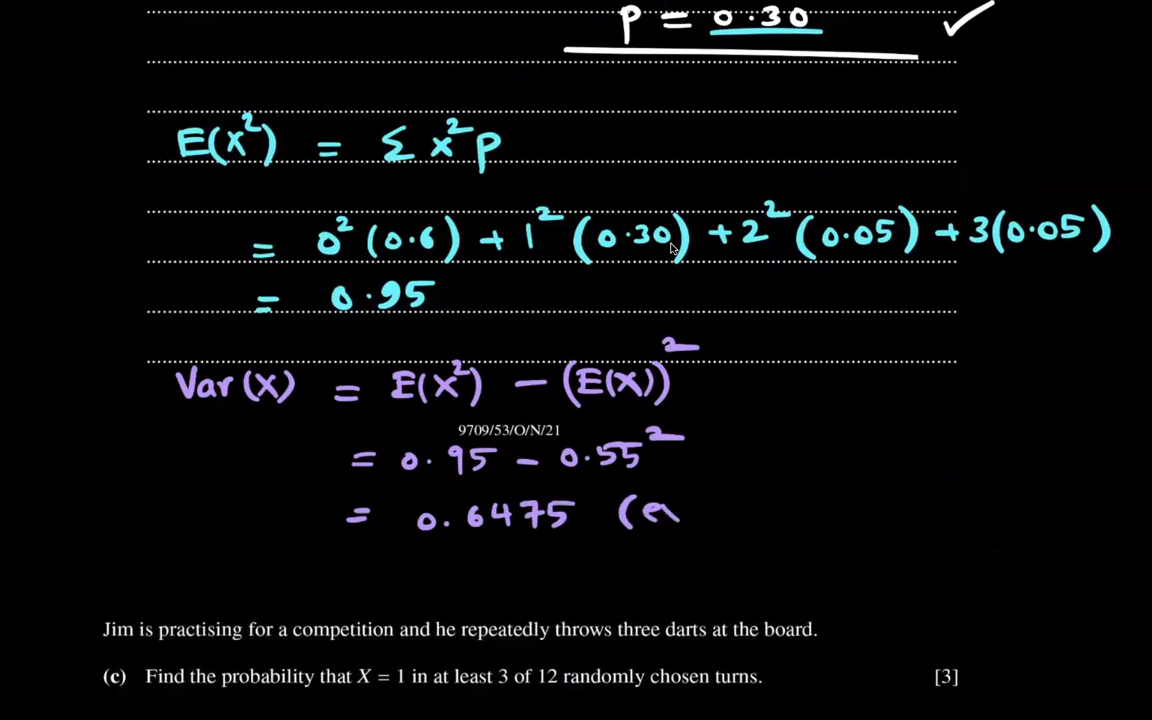 p = 0.30 ✓
E(x²) = Σ x²p
= 0²(0.6) + 1²(0.30) + 2²(0.05) + 3(0.05)
= 0.95
Var(X) = E(X²) - (E(X))²
9709/53/O/N/21
= 0.95 - 0.55²
= 0.6475 (e
Jim is practising for a competition and he repeatedly throws three darts at the board.
(c) Find the probability that X = 1 in at least 3 of 12 randomly chosen turns. [3]